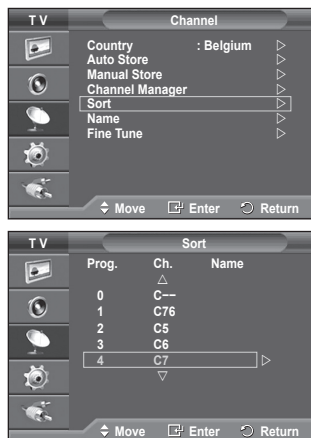 TV Channel
Country : Belgium
Auto Store
Manual Store
Channel Manager
Sort
Name
Fine Tune
Move Enter Return
TV Sort
Prog. Ch. Name
0 C--
1 C76
2 C5
3 C6
4 C7
Move Enter Return